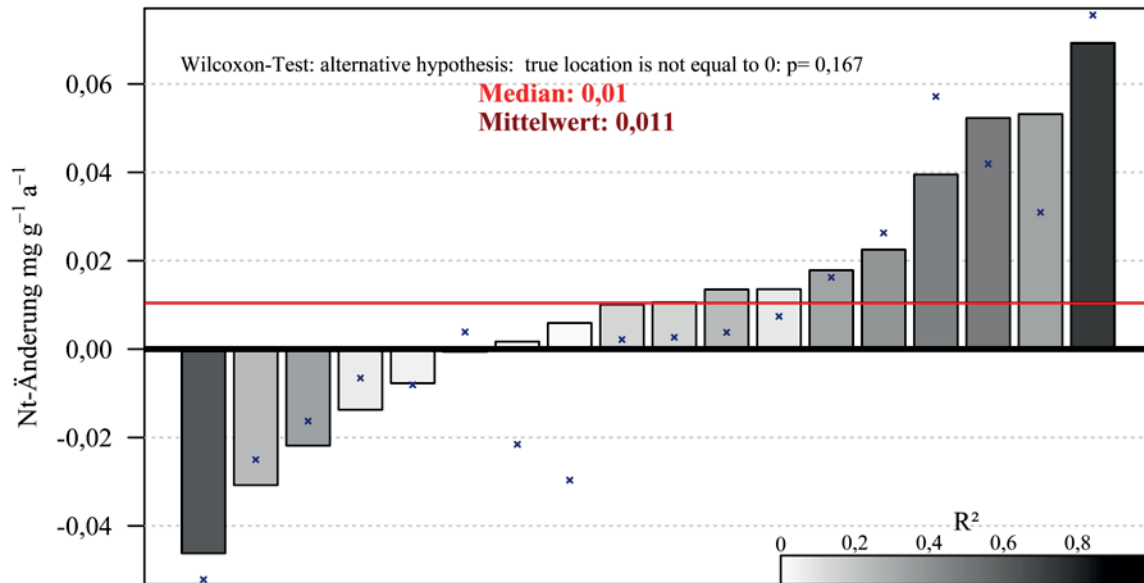 Wilcoxon-Test: alternative hypothesis: true location is not equal to 0: p= 0,167
Median: 0,01
Mittelwert: 0,011
Nt-Änderung mg g⁻¹ a⁻¹
0,06
0,04
0,02
0,00
-0,02
-0,04
R²
0 0,2 0,4 0,6 0,8